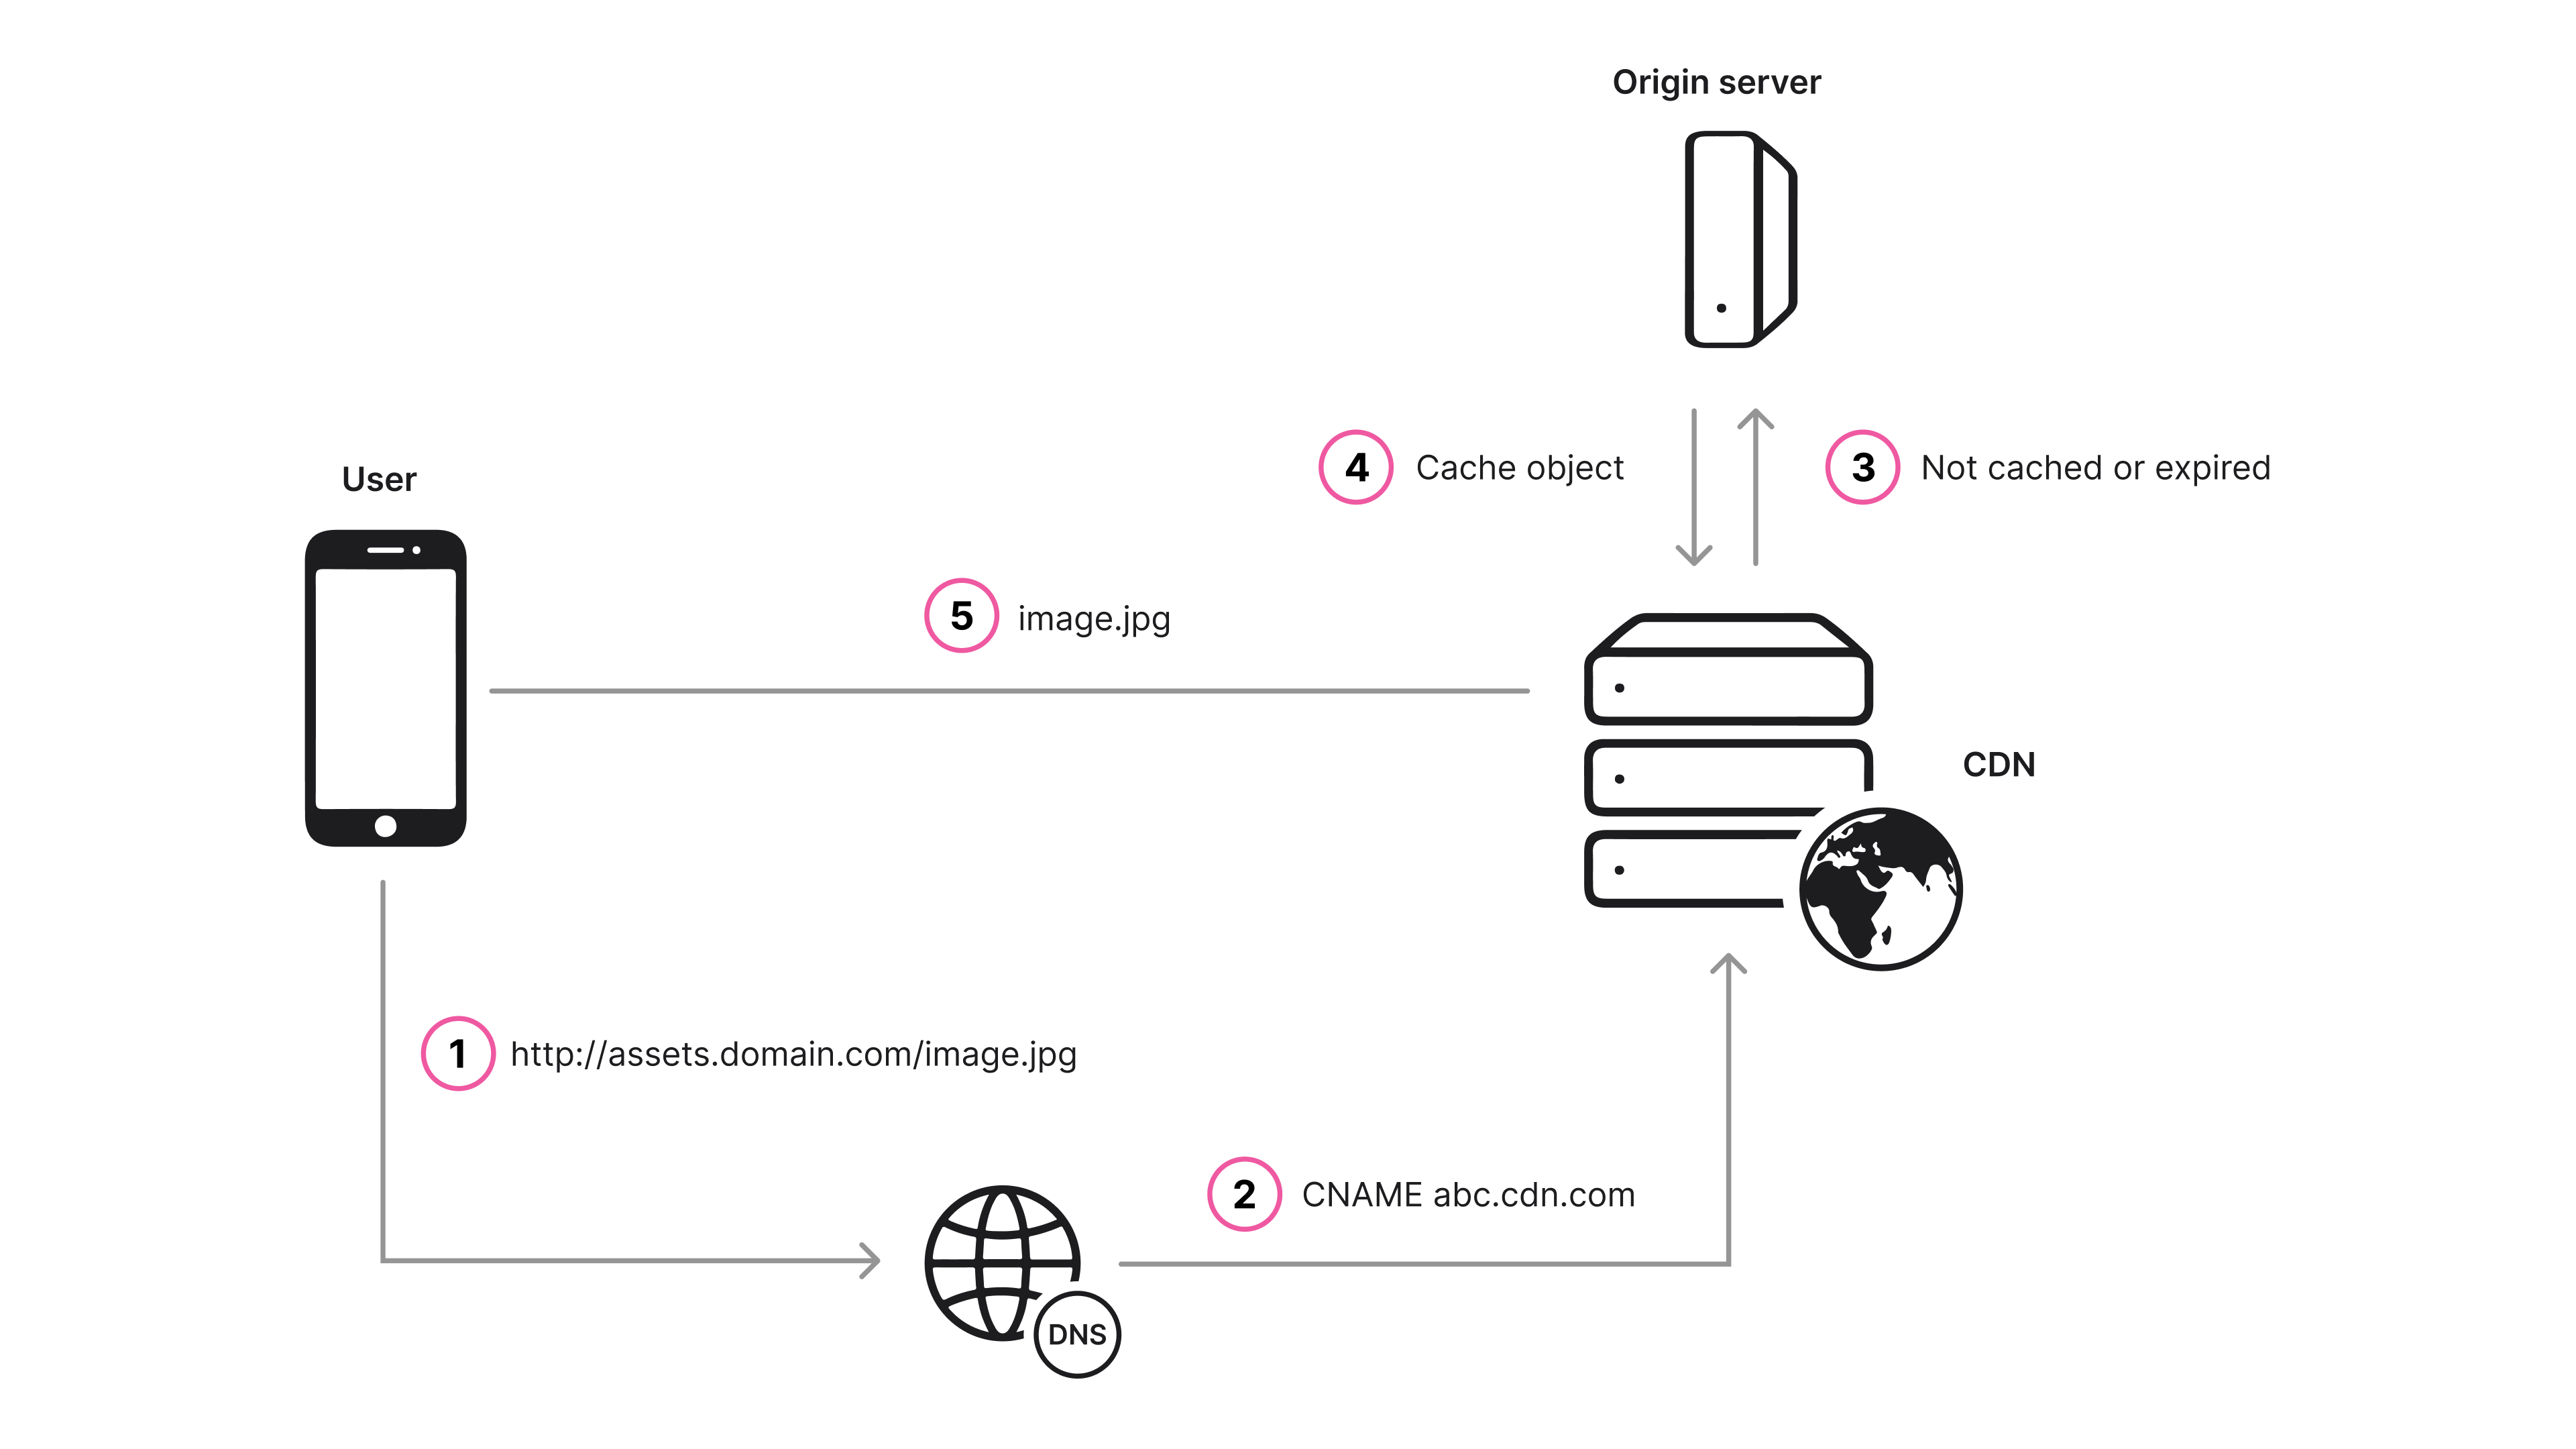 Origin server
4 Cache object
3 Not cached or expired
User
5 image.jpg
CDN
1 http://assets.domain.com/image.jpg
2 CNAME abc.cdn.com
DNS